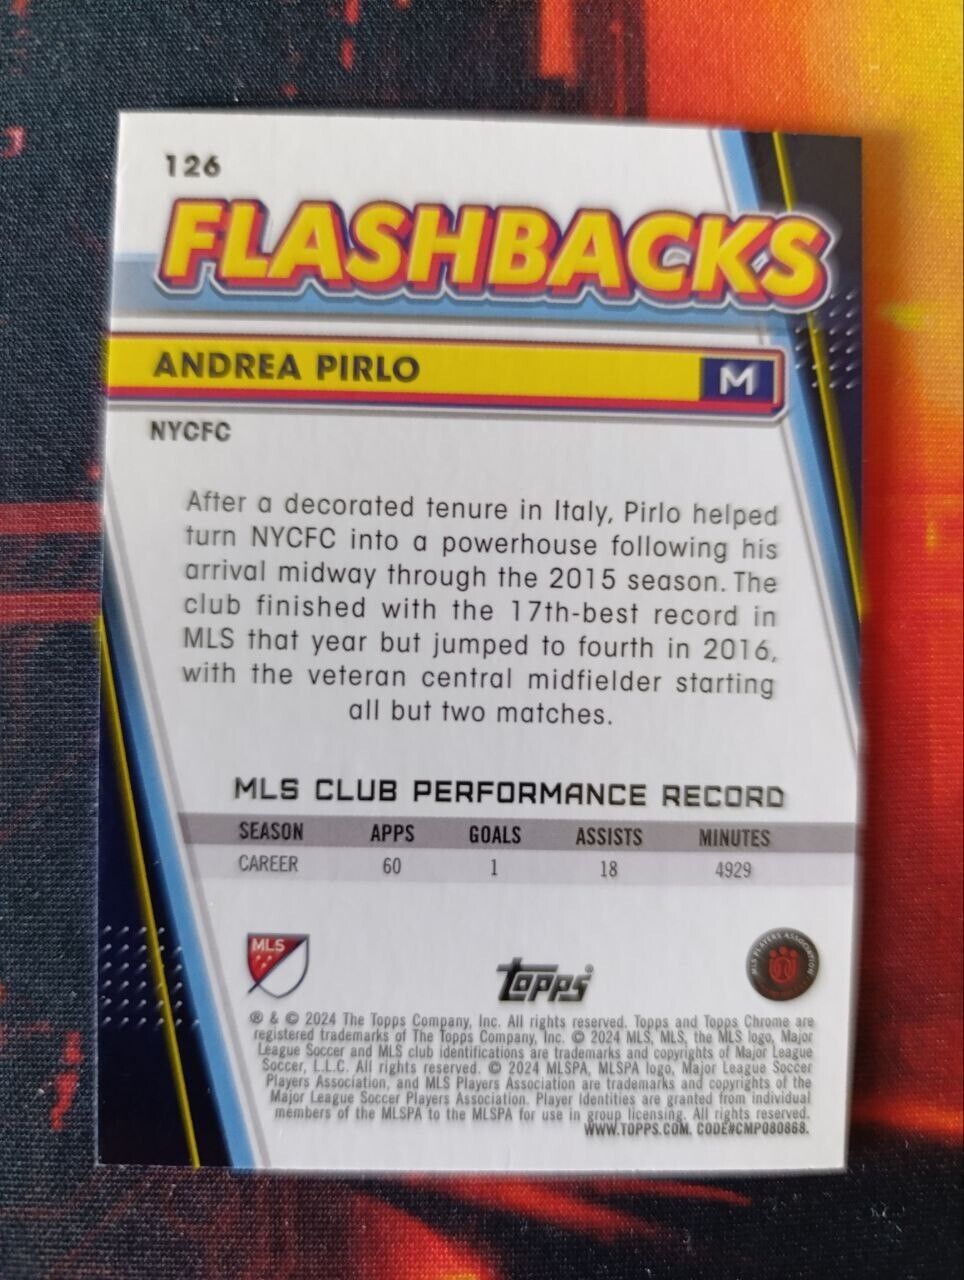 126
FLASHBACKS
ANDREA PIRLO
M
NYCFC
After a decorated tenure in Italy, Pirlo helped
turn NYCFC into a powerhouse following his
arrival midway through the 2015 season. The
club finished with the 17th-best record in
MLS that year but jumped to fourth in 2016,
with the veteran central midfielder starting
all but two matches.
MLS CLUB PERFORMANCE RECORD
SEASON APPS GOALS ASSISTS MINUTES
CAREER 60 1 18 4929
MLS
Topps®
MLS PLAYERS ASSOCIATION
® & © 2024 The Topps Company, Inc. All rights reserved. Topps and Topps Chrome are
registered trademarks of The Topps Company, Inc. © 2024 MLS, MLS, the MLS logo, Major
League Soccer and MLS club identifications are trademarks and copyrights of Major League
Soccer, L.L.C. All rights reserved. © 2024 MLSPA, MLSPA logo, Major League Soccer
Players Association, and MLS Players Association are trademarks and copyrights of the
Major League Soccer Players Association. Player Identities are granted from individual
members of the MLSPA to the MLSPA for use in group licensing. All rights reserved.
WWW.TOPPS.COM. CODE#CMP080868.